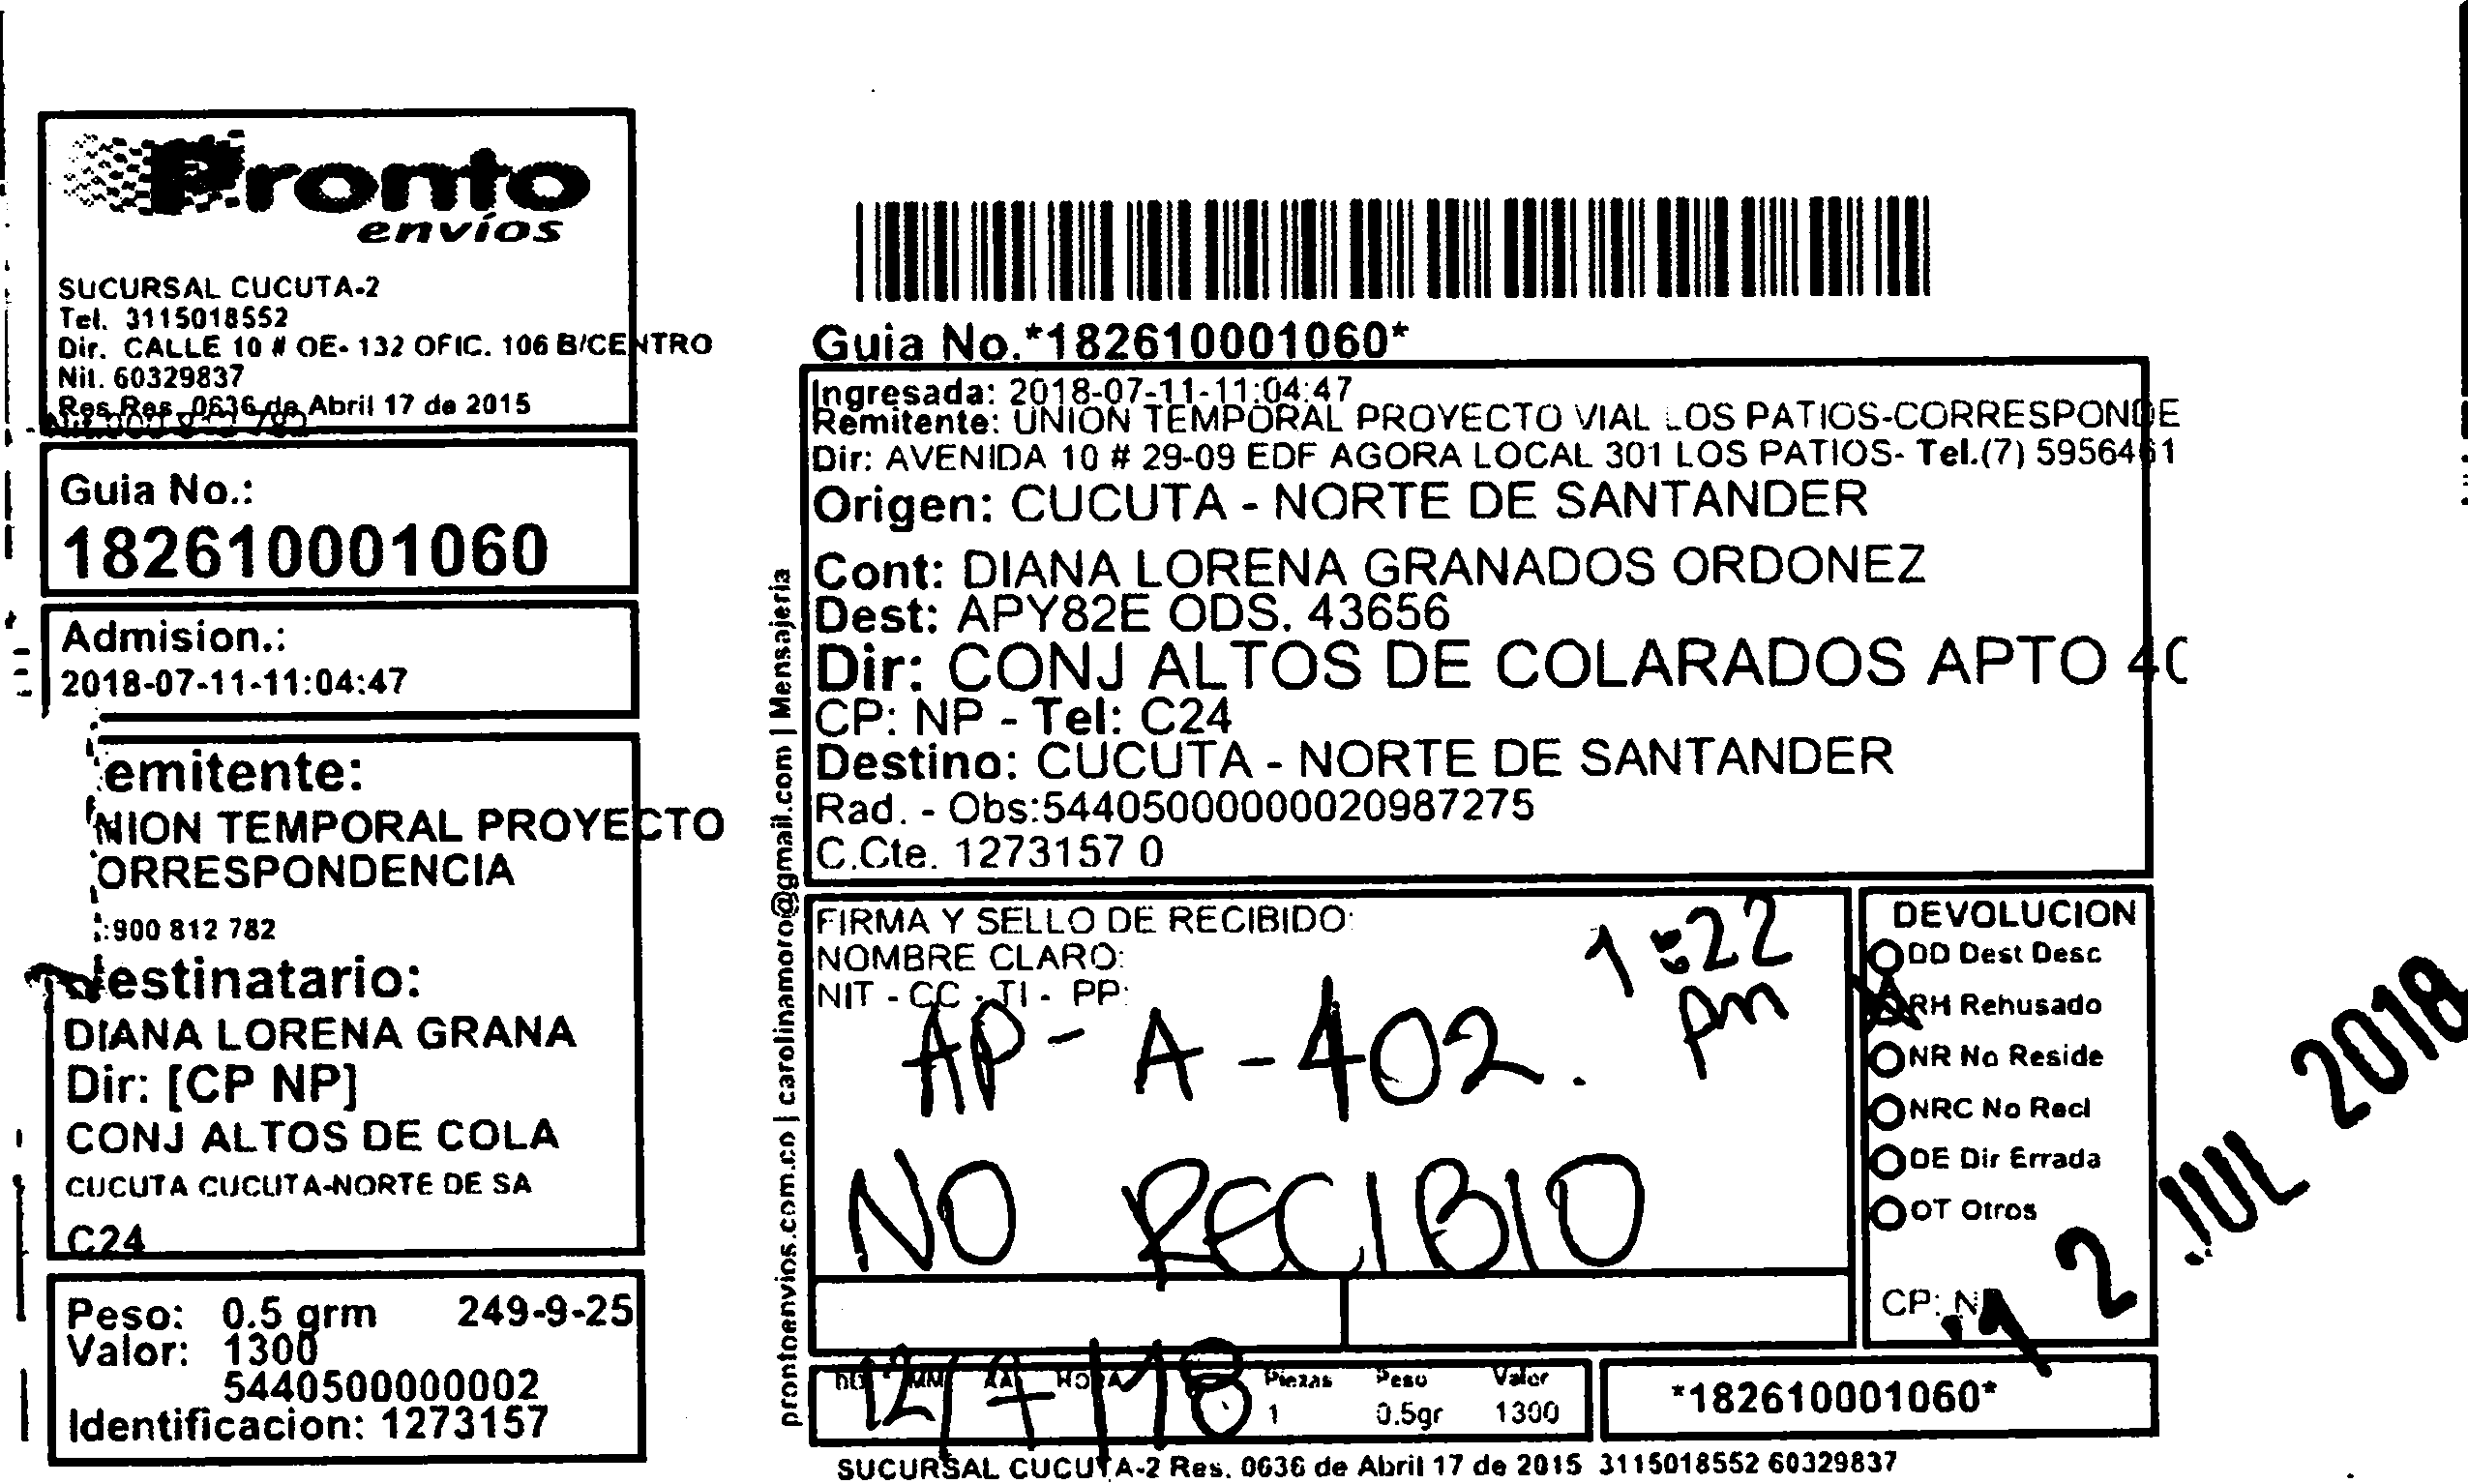 Pronto
envíos
SUCURSAL CUCUTA-2
Tel. 3115018552
Dir. CALLE 10 # OE- 132 OFIC. 106 B/CENTRO
Nit. 60329837
Res Res. 0636 de Abril 17 de 2015
Guia No.:
182610001060
Admision.:
2018-07-11-11:04:47
emitente:
NION TEMPORAL PROYECTO
ORRESPONDENCIA
:900 812 782
estinatario:
DIANA LORENA GRANA
Dir: [CP NP]
CONJ ALTOS DE COLA
CUCUTA CUCUTA-NORTE DE SA
C24
Peso: 0.5 grm 249-9-25
Valor: 1300
5440500000002
Identificacion: 1273157
prontoenvios.com.co | carolinamoro@gmail.com | Mensajeria
Guia No.*182610001060*
Ingresada: 2018-07-11-11:04:47
Remitente: UNION TEMPORAL PROYECTO VIAL LOS PATIOS-CORRESPONDE
Dir: AVENIDA 10 # 29-09 EDF AGORA LOCAL 301 LOS PATIOS- Tel.(7) 5956461
Origen: CUCUTA - NORTE DE SANTANDER
Cont: DIANA LORENA GRANADOS ORDONEZ
Dest: APY82E ODS. 43656
Dir: CONJ ALTOS DE COLARADOS APTO 40
CP: NP - Tel: C24
Destino: CUCUTA - NORTE DE SANTANDER
Rad. - Obs:544050000000020987275
C.Cte. 1273157 0
FIRMA Y SELLO DE RECIBIDO:
NOMBRE CLARO:
NIT - CC - TI - PP:
1:22
pm
AP - A - 402.
NO RECIBIO
DEVOLUCION
DD Dest Desc
RH Rehusado
NR No Reside
NRC No Recl
DE Dir Errada
OT Otros
CP: NP
12 JUL 2018
DD MM AA HORA Piezas Peso Valor
12/7/18 1 0.5gr 1300
*182610001060*
SUCURSAL CUCUTA-2 Res. 0636 de Abril 17 de 2015 3115018552 60329837